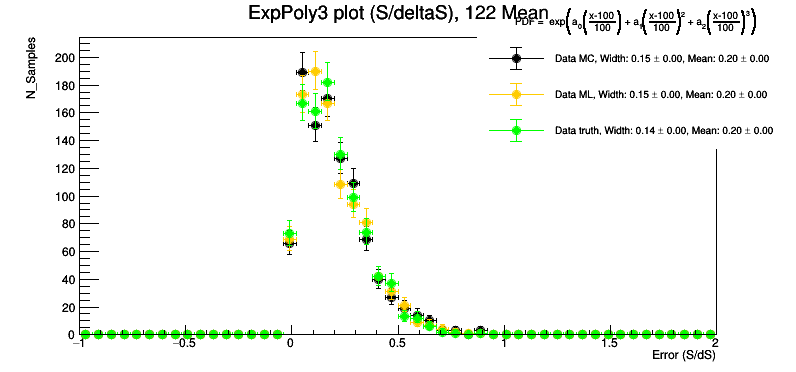 ExpPoly3 plot (S/deltaS), 122 Mean
PDF = exp(a₀(x-100/100) + a₁(x-100/100)² + a₂(x-100/100)³)
Data MC, Width: 0.15 ± 0.00, Mean: 0.20 ± 0.00
Data ML, Width: 0.15 ± 0.00, Mean: 0.20 ± 0.00
Data truth, Width: 0.14 ± 0.00, Mean: 0.20 ± 0.00
N_Samples
200
180
160
140
120
100
80
60
40
20
0
−1 −0.5 0 0.5 1 1.5 2
Error (S/dS)